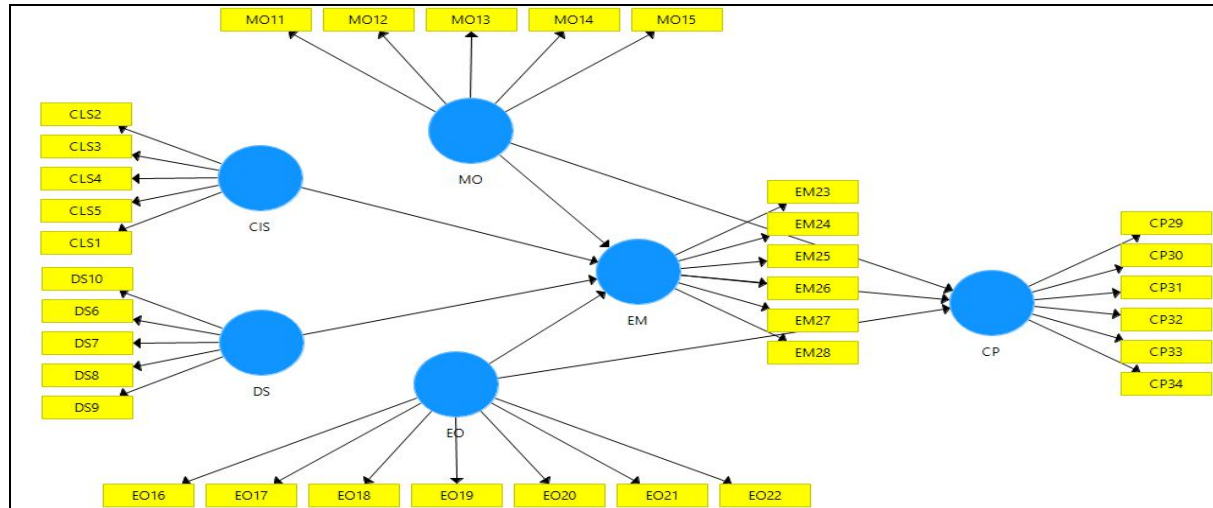 MO11 MO12 MO13 MO14 MO15
MO
CLS2
CLS3
CLS4
CLS5
CLS1
CIS
DS10
DS6
DS7
DS8
DS9
DS
EM
EM23
EM24
EM25
EM26
EM27
EM28
CP
CP29
CP30
CP31
CP32
CP33
CP34
EO
EO16 EO17 EO18 EO19 EO20 EO21 EO22